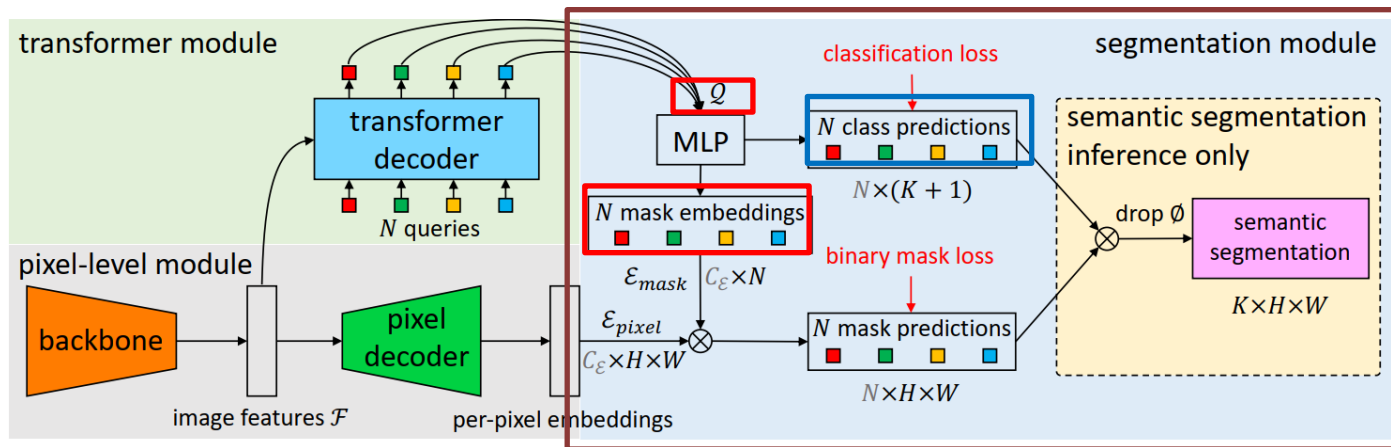 transformer module
transformer
decoder
N queries
pixel-level module
backbone
image features ℱ
pixel
decoder
per-pixel embeddings
segmentation module
Q
MLP
N mask embeddings
ℰmask
Cℰ×N
ℰpixel
Cℰ×H×W
classification loss
N class predictions
N×(K + 1)
binary mask loss
N mask predictions
N×H×W
semantic segmentation
inference only
drop ∅
semantic
segmentation
K×H×W